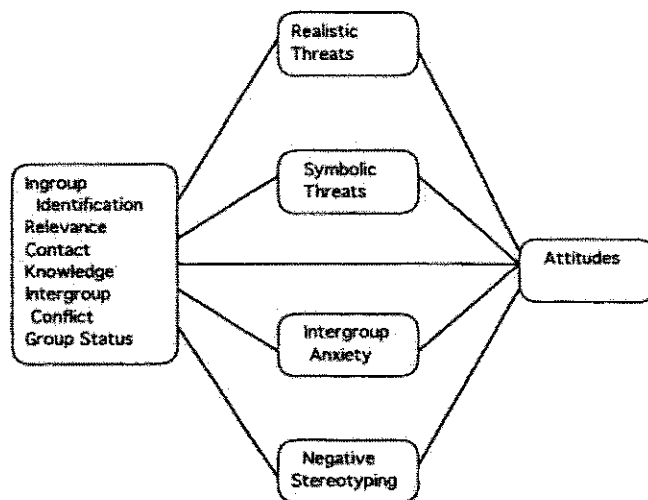 Realistic
Threats
Symbolic
Threats
Ingroup
Identification
Relevance
Contact
Knowledge
Intergroup
Conflict
Group Status
Attitudes
Intergroup
Anxiety
Negative
Stereotyping